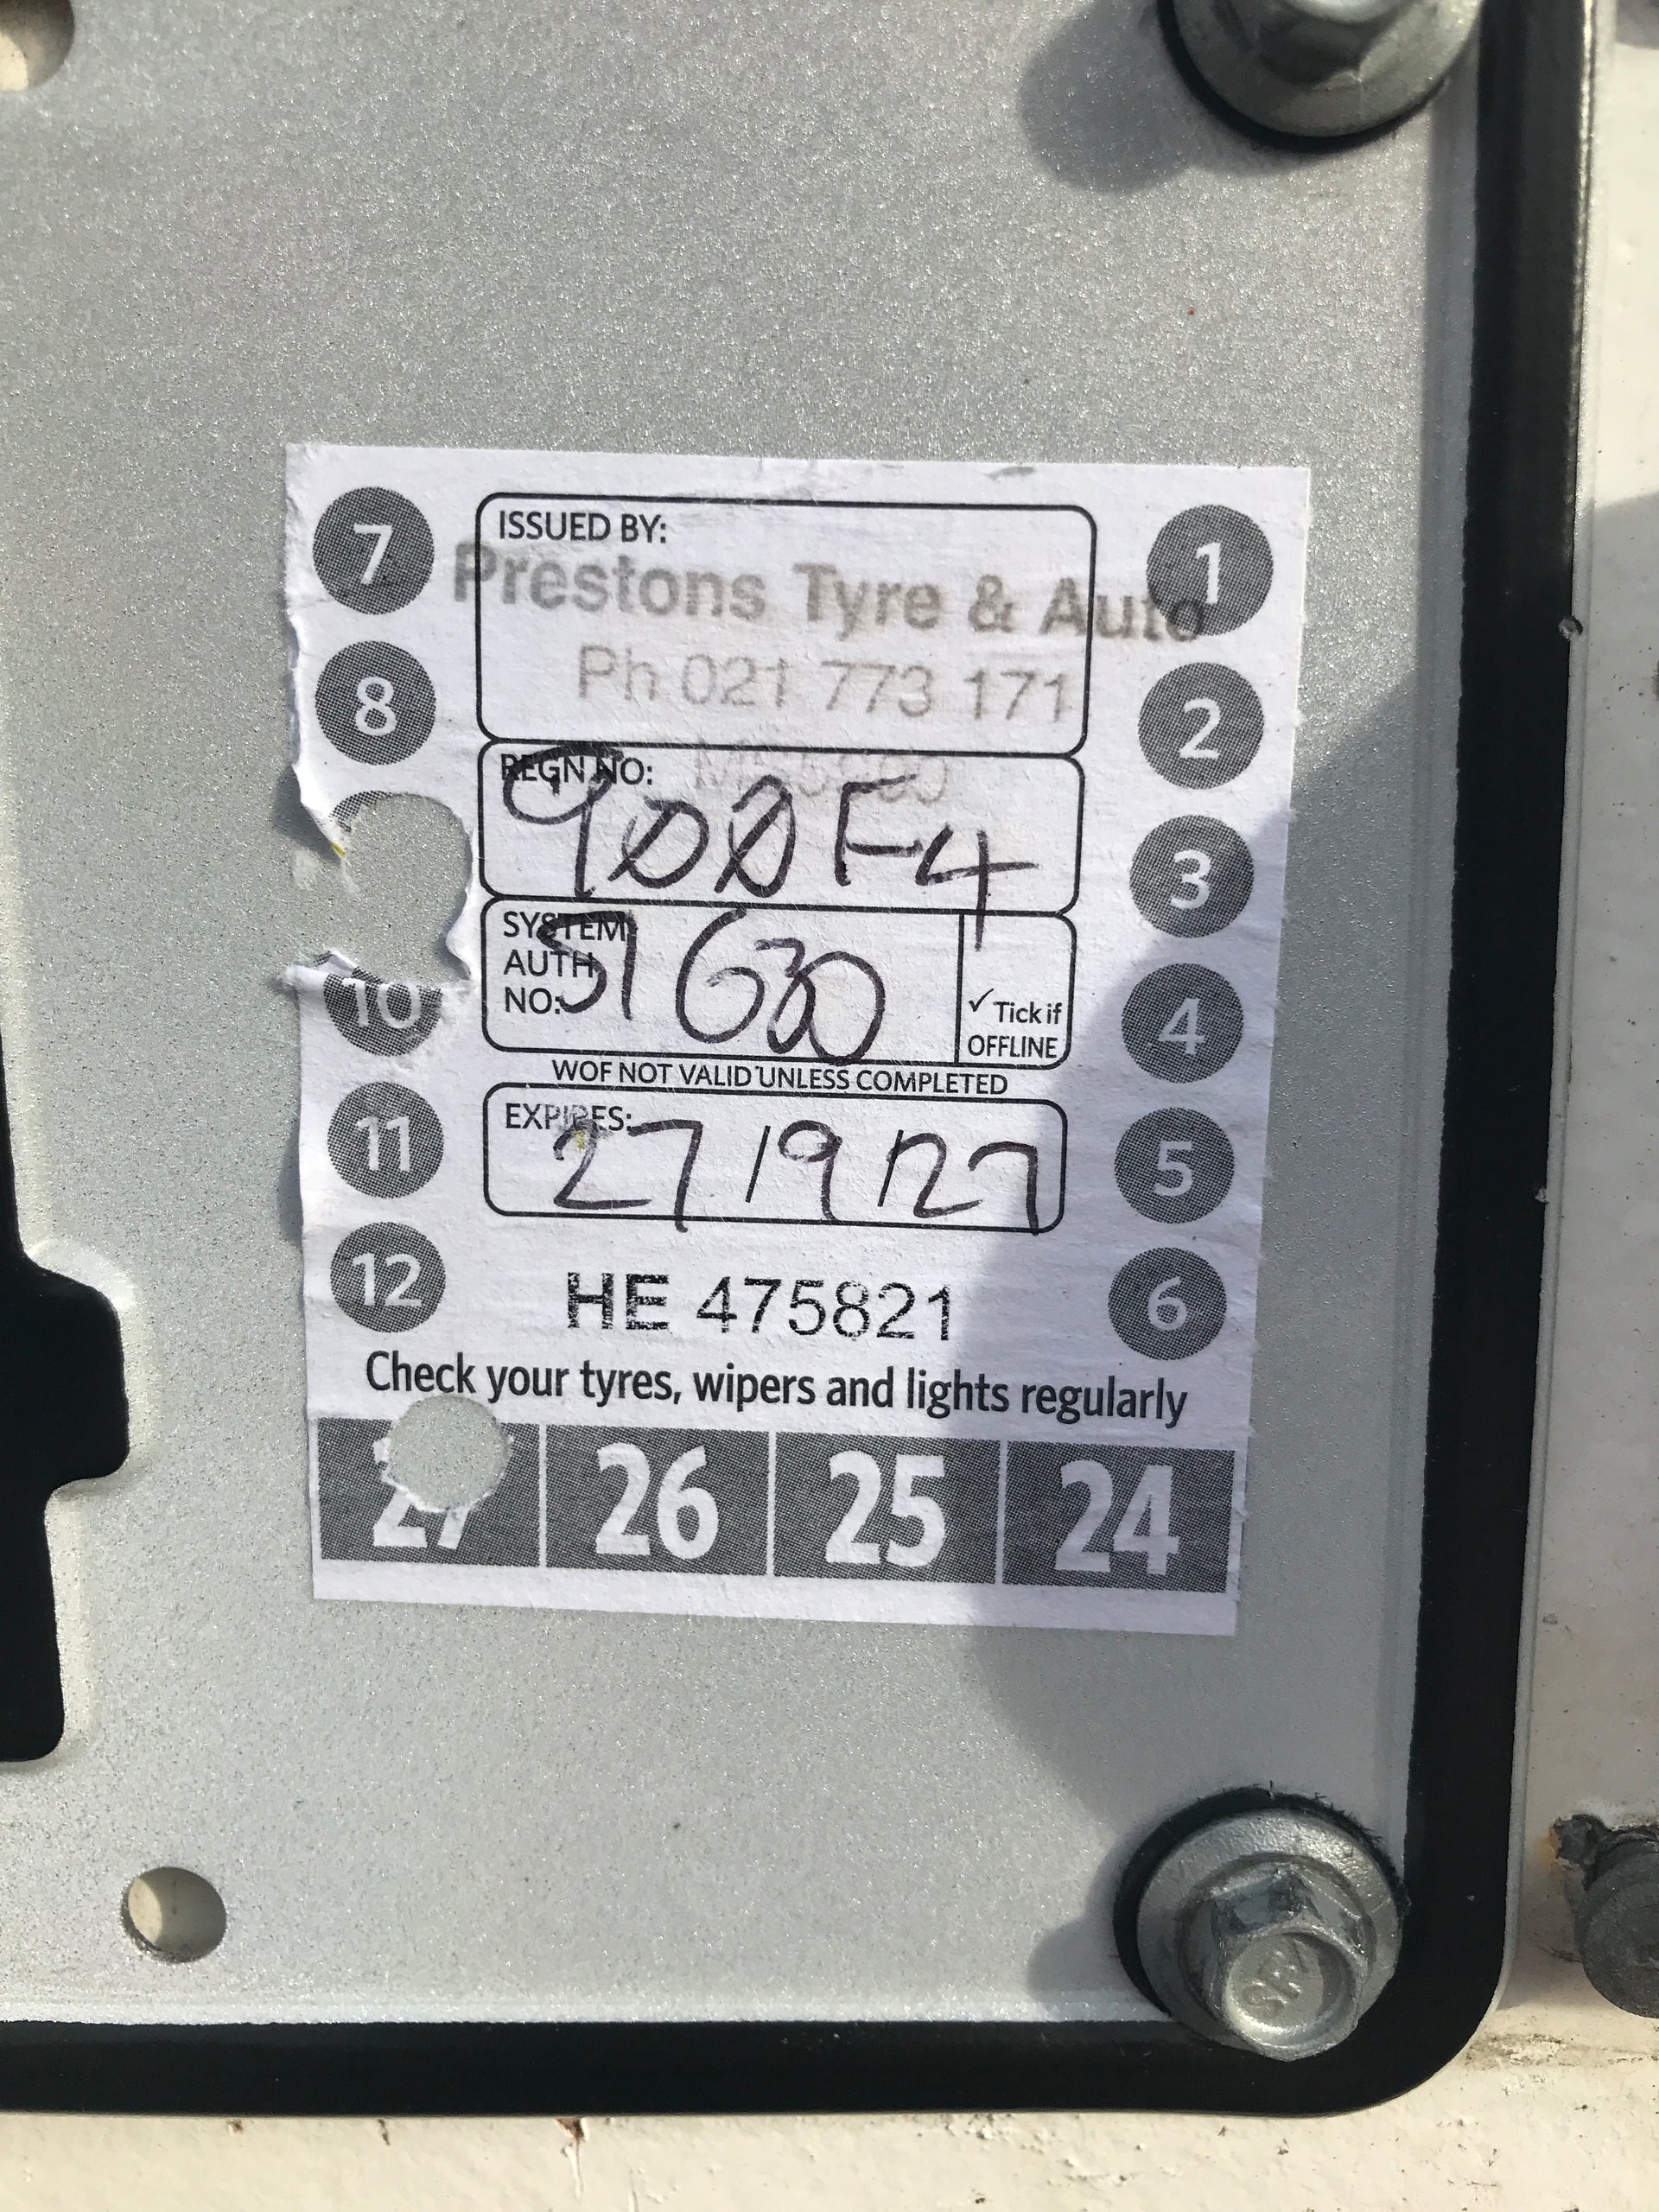 7
ISSUED BY:
Prestons Tyre & Auto
Ph 021 773 171
1
8
2
REGN NO:
900F4
3
SYSTEM
AUTH
NO:
51630
✓ Tick if
OFFLINE
10
4
WOF NOT VALID UNLESS COMPLETED
11
EXPIRES:
27/9/27
5
12
HE 475821
6
Check your tyres, wipers and lights regularly
27 26 25 24